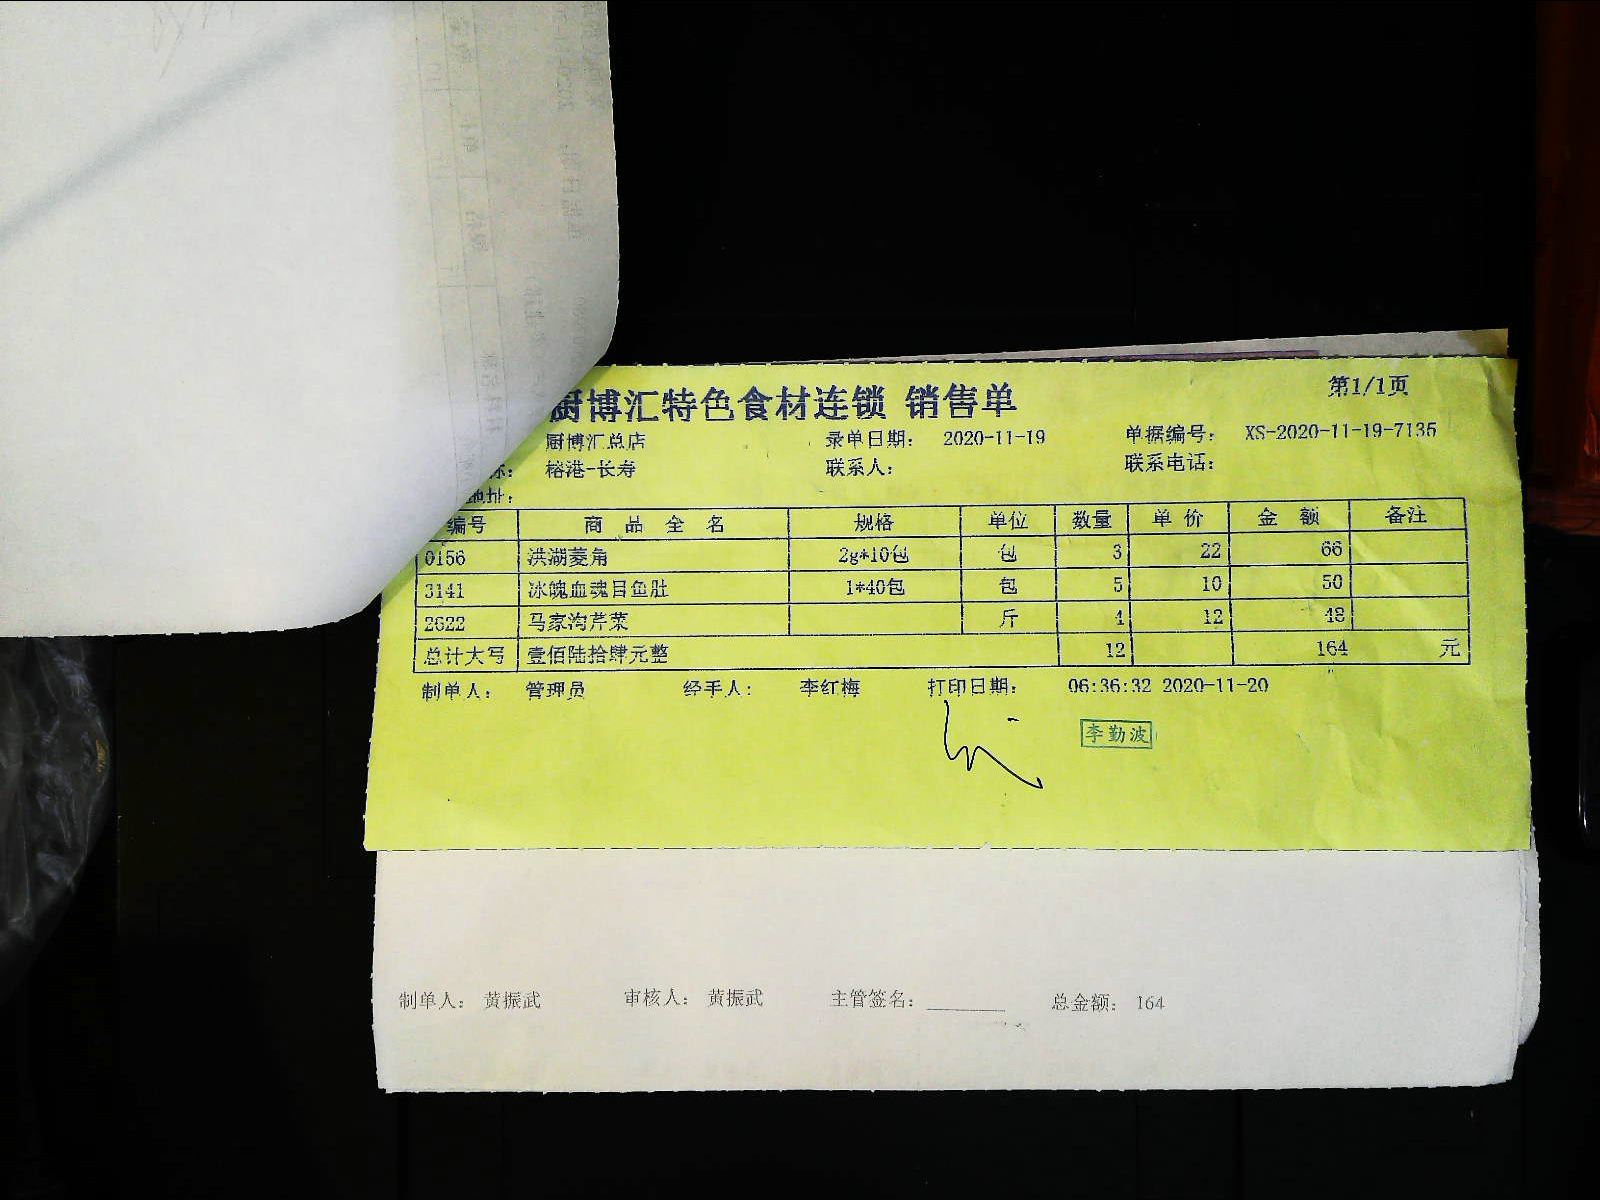 厨博汇特色食材连锁 销售单 第1/1页
厨博汇总店 录单日期: 2020-11-19 单据编号: XS-2020-11-19-7135
称: 榕港-长寿 联系人: 联系电话:
地址:
编号 商品全名 规格 单位 数量 单价 金额 备注
0156 洪湖菱角 2g*10包 包 3 22 66
3141 冰魄血魂目鱼肚 1*40包 包 5 10 50
2622 马家沟芹菜 斤 4 12 48
总计大写 壹佰陆拾肆元整 12 164 元
制单人: 管理员 经手人: 李红梅 打印日期: 06:36:32 2020-11-20
李勤波
制单人: 黄振武 审核人: 黄振武 主管签名: 总金额: 164